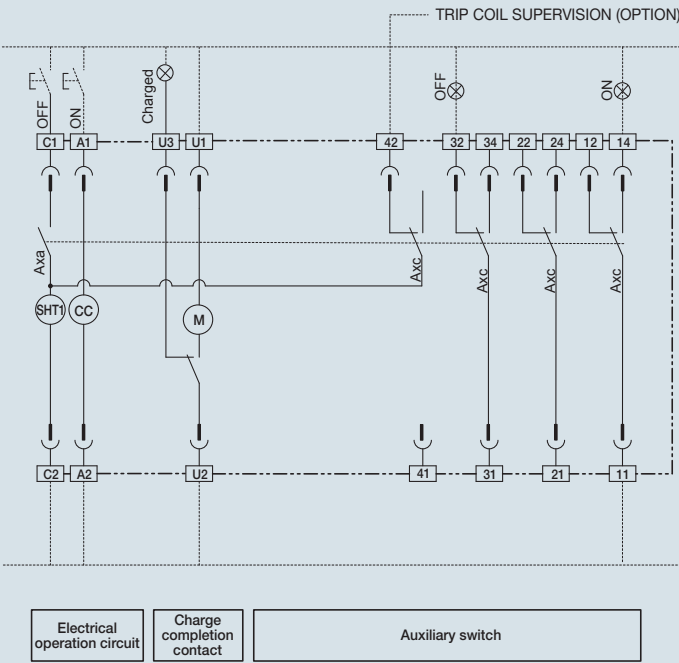 TRIP COIL SUPERVISION (OPTION)
OFF
ON
Charged
OFF
ON
C1 A1 U3 U1 42 32 34 22 24 12 14
Axa
Axc Axc Axc Axc
SHT1 CC M
C2 A2 U2 41 31 21 11
Electrical
operation circuit
Charge
completion
contact
Auxiliary switch